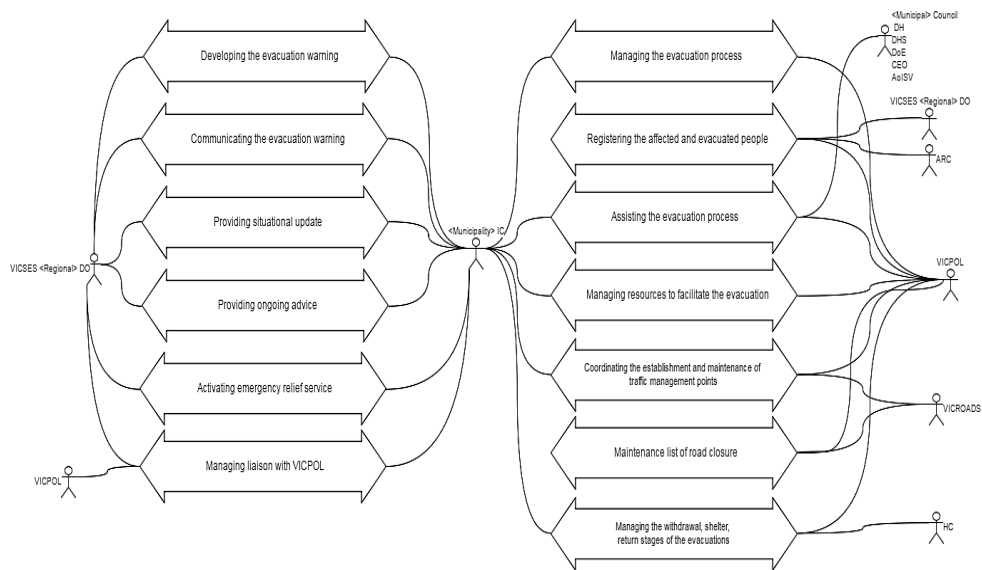 Developing the evacuation warning
Communicating the evacuation warning
Providing situational update
VICSES <Regional> DO
Providing ongoing advice
Activating emergency relief service
Managing liaison with VICPOL
VICPOL
<Municipality> IC
Managing the evacuation process
Registering the affected and evacuated people
Assisting the evacuation process
Managing resources to facilitate the evacuation
Coordinating the establishment and maintenance of
traffic management points
Maintenance list of road closure
Managing the withdrawal, shelter,
return stages of the evacuations
<Municipal> Council
DH
DHS
DoE
CEO
AoISV
VICSES <Regional> DO
ARC
VICPOL
VICROADS
HC